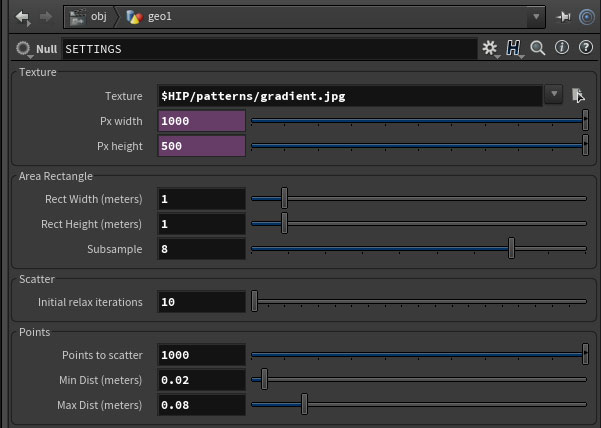 obj geo1
Null SETTINGS
Texture
Texture $HIP/patterns/gradient.jpg
Px width 1000
Px height 500
Area Rectangle
Rect Width (meters) 1
Rect Height (meters) 1
Subsample 8
Scatter
Initial relax iterations 10
Points
Points to scatter 1000
Min Dist (meters) 0.02
Max Dist (meters) 0.08